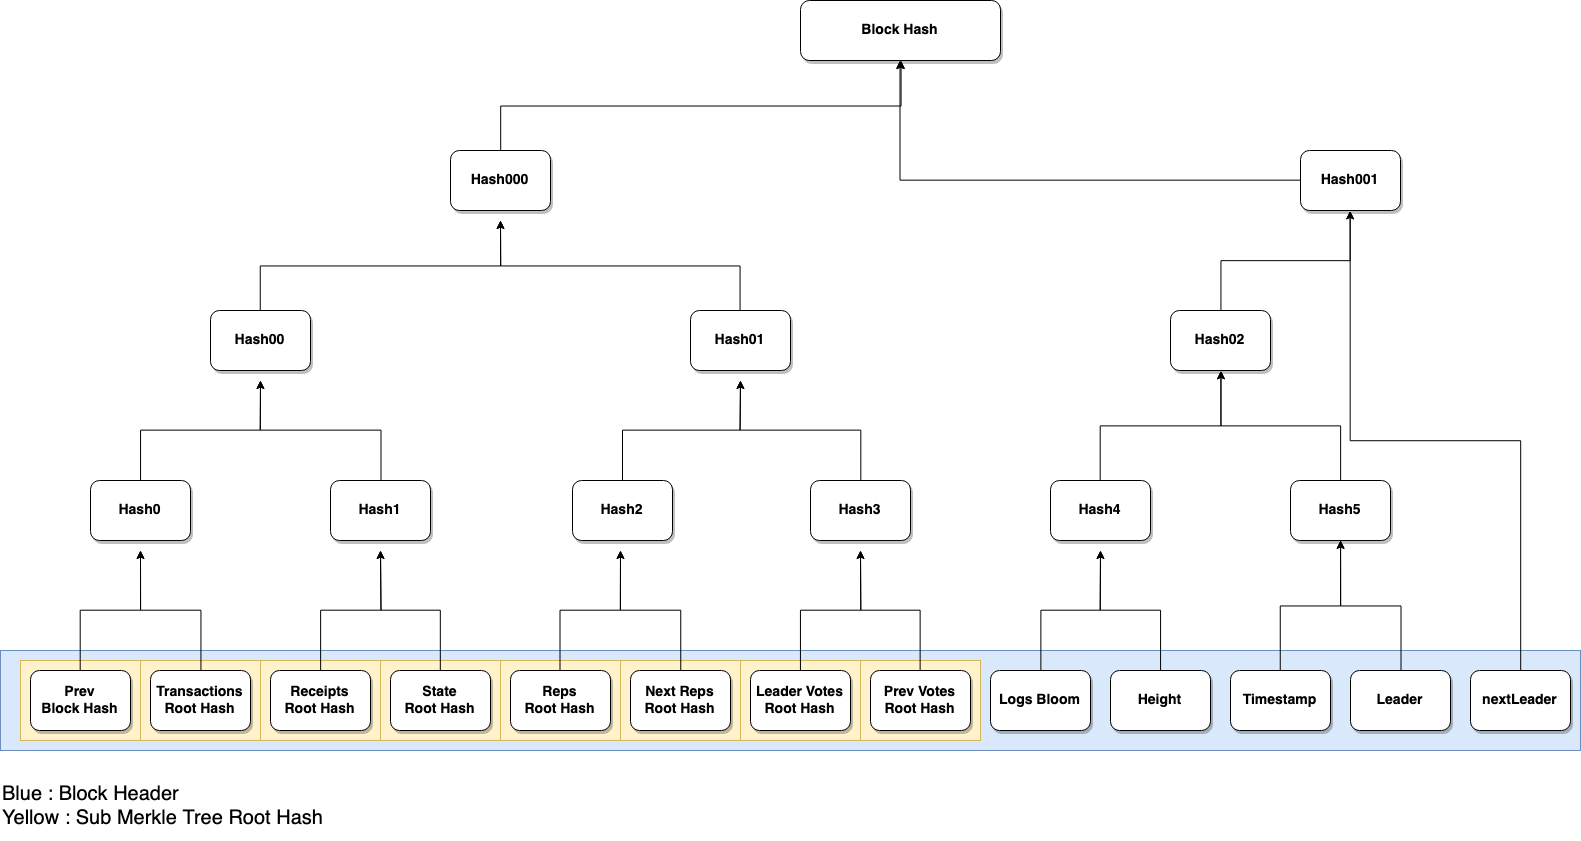 Block Hash
Hash000
Hash001
Hash00
Hash01
Hash02
Hash0
Hash1
Hash2
Hash3
Hash4
Hash5
Prev
Block Hash
Transactions
Root Hash
Receipts
Root Hash
State
Root Hash
Reps
Root Hash
Next Reps
Root Hash
Leader Votes
Root Hash
Prev Votes
Root Hash
Logs Bloom
Height
Timestamp
Leader
nextLeader
Blue : Block Header
Yellow : Sub Merkle Tree Root Hash